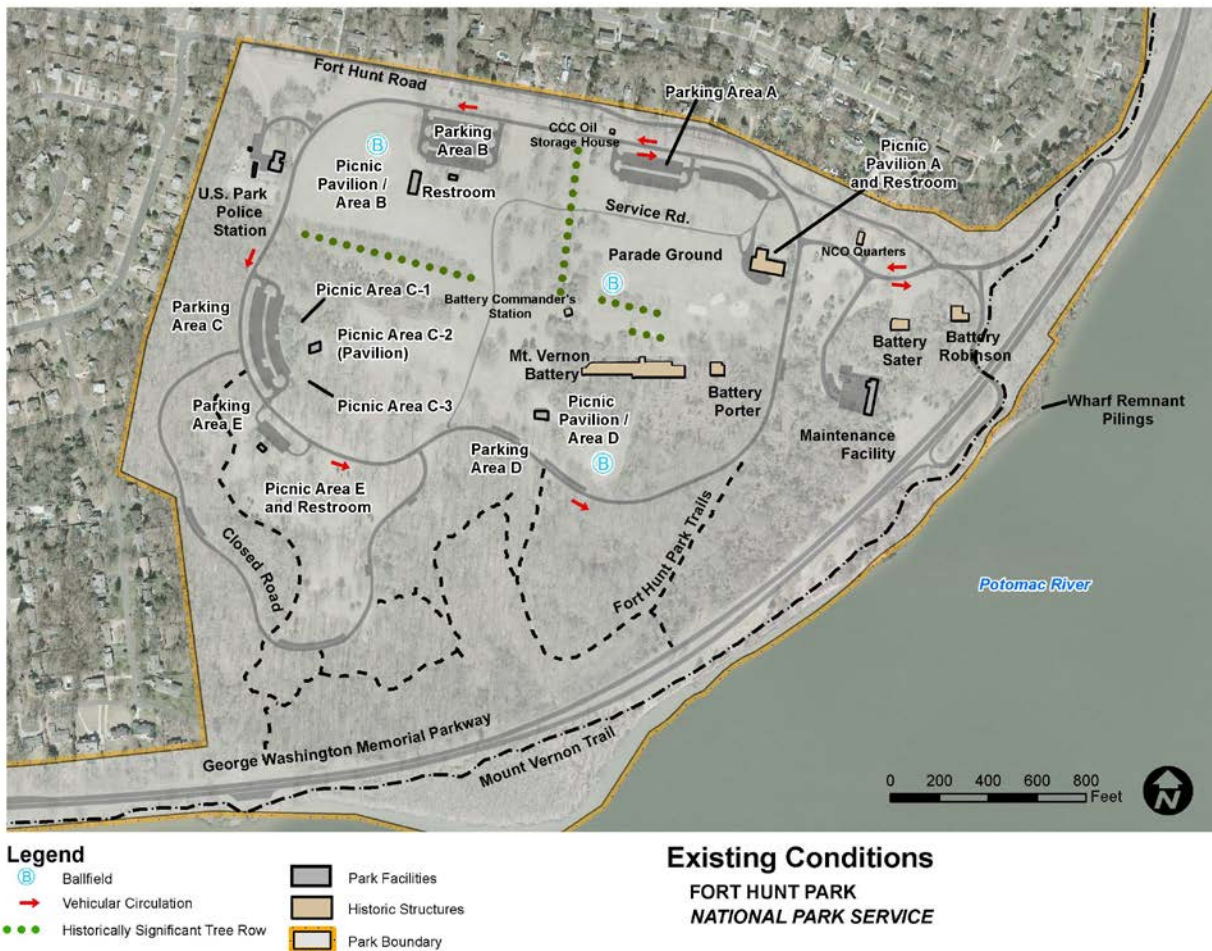 Fort Hunt Road
Parking Area A
CCC Oil
Storage House
Parking
Area B
B
Picnic
Pavilion /
Area B
Restroom
Picnic
Pavilion A
and Restroom
U.S. Park
Police
Station
Service Rd.
Parade Ground
NCO Quarters
B
Picnic Area C-1
Battery Commander's
Station
Parking
Area C
Picnic Area C-2
(Pavilion)
Mt. Vernon
Battery
Battery
Sater
Battery
Robinson
Picnic Area C-3
Battery
Porter
Wharf Remnant
Pilings
Parking
Area E
Picnic
Pavilion /
Area D
Maintenance
Facility
Parking
Area D
B
Picnic Area E
and Restroom
Closed Road
Fort Hunt Park Trails
Potomac River
George Washington Memorial Parkway
Mount Vernon Trail
0 200 400 600 800
Feet
N
Legend
B Ballfield
Vehicular Circulation
Historically Significant Tree Row
Park Facilities
Historic Structures
Park Boundary
Existing Conditions
FORT HUNT PARK
NATIONAL PARK SERVICE